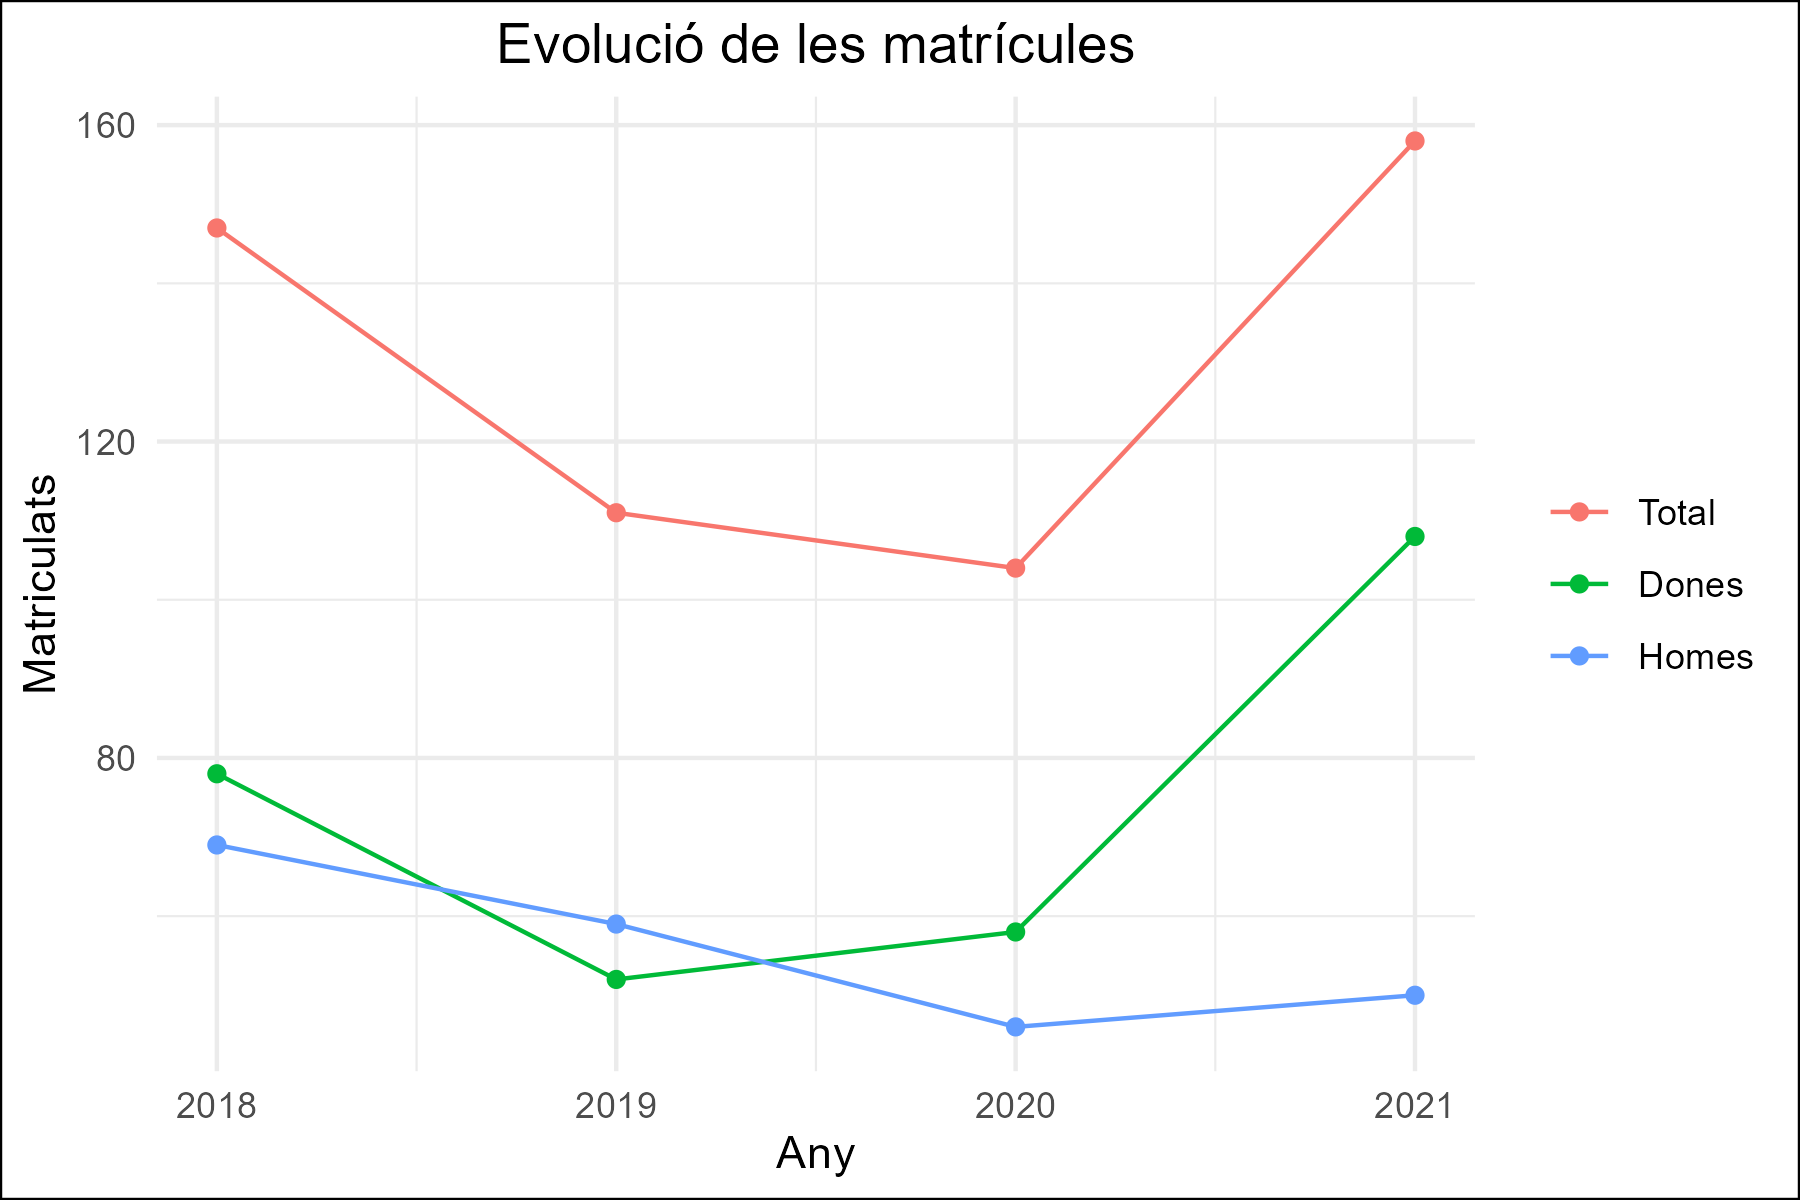 Evolució de les matrícules
160
120
80
Matriculats
2018 2019 2020 2021
Any
Total
Dones
Homes